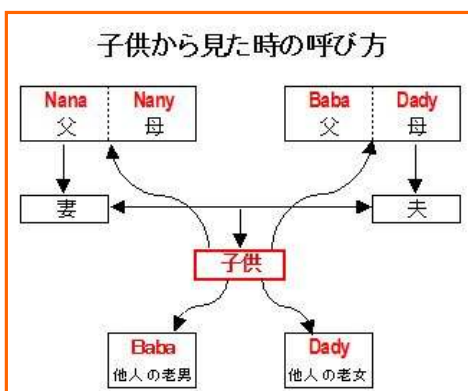 子供から見た時の呼び方
Nana Nany Baba Dady
父 母 父 母
妻 夫
子供
Baba Dady
他人の老男 他人の老女